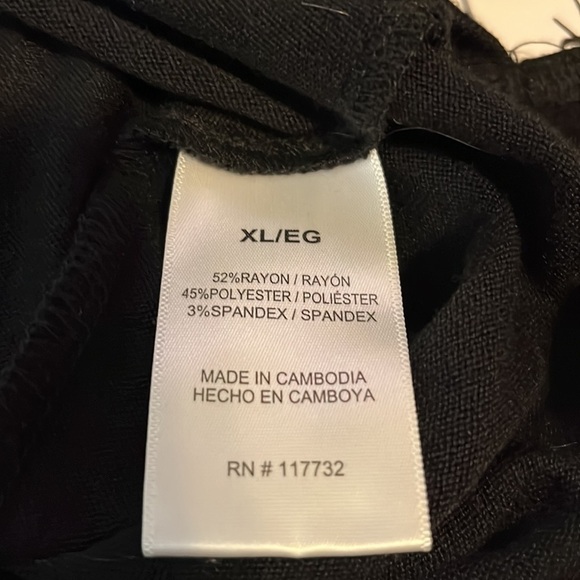 XL/EG
52%RAYON / RAYÓN
45%POLYESTER / POLIÉSTER
3%SPANDEX / SPANDEX
MADE IN CAMBODIA
HECHO EN CAMBOYA
RN # 117732